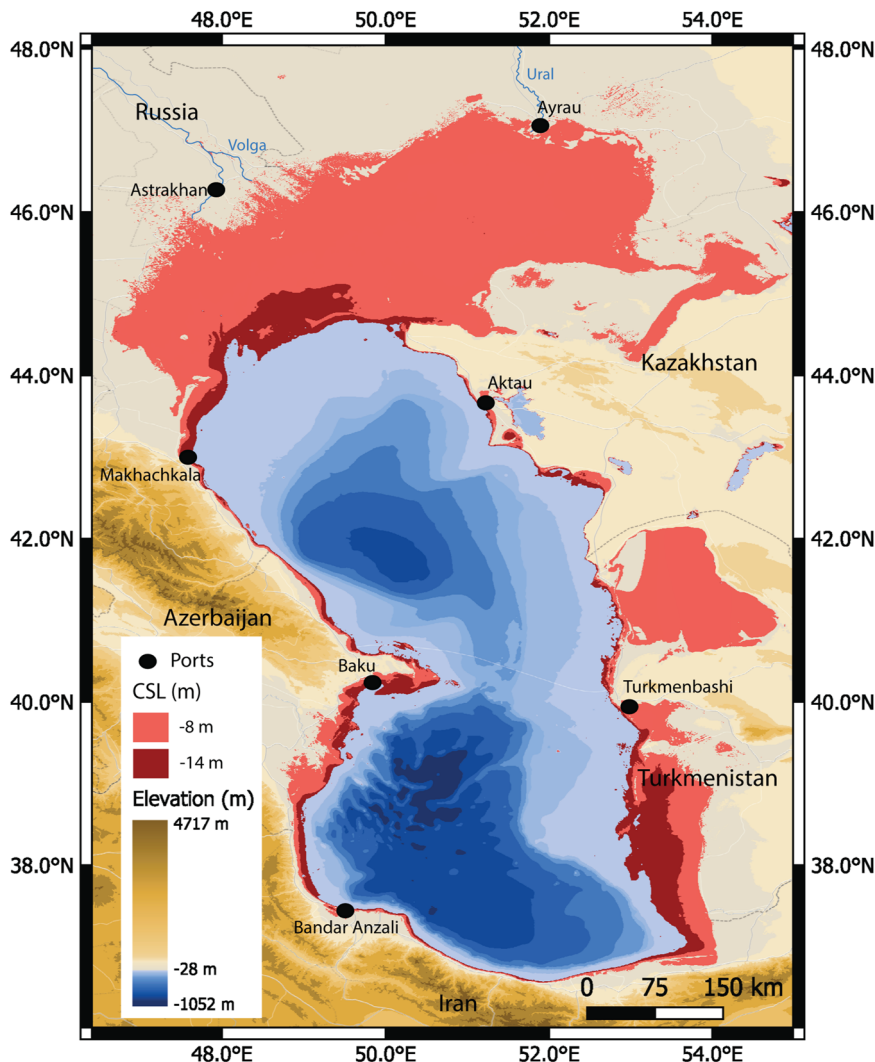 48.0°E 50.0°E 52.0°E 54.0°E
48.0°N 48.0°N
Ural
Ayrau
Russia
Volga
Astrakhan
46.0°N 46.0°N
Kazakhstan
44.0°N 44.0°N
Aktau
Makhachkala
42.0°N 42.0°N
Azerbaijan
Baku
Turkmenbashi
40.0°N 40.0°N
Turkmenistan
38.0°N 38.0°N
Bandar Anzali
Iran
Ports
CSL (m)
-8 m
-14 m
Elevation (m)
4717 m
-28 m
-1052 m
0 75 150 km
48.0°E 50.0°E 52.0°E 54.0°E